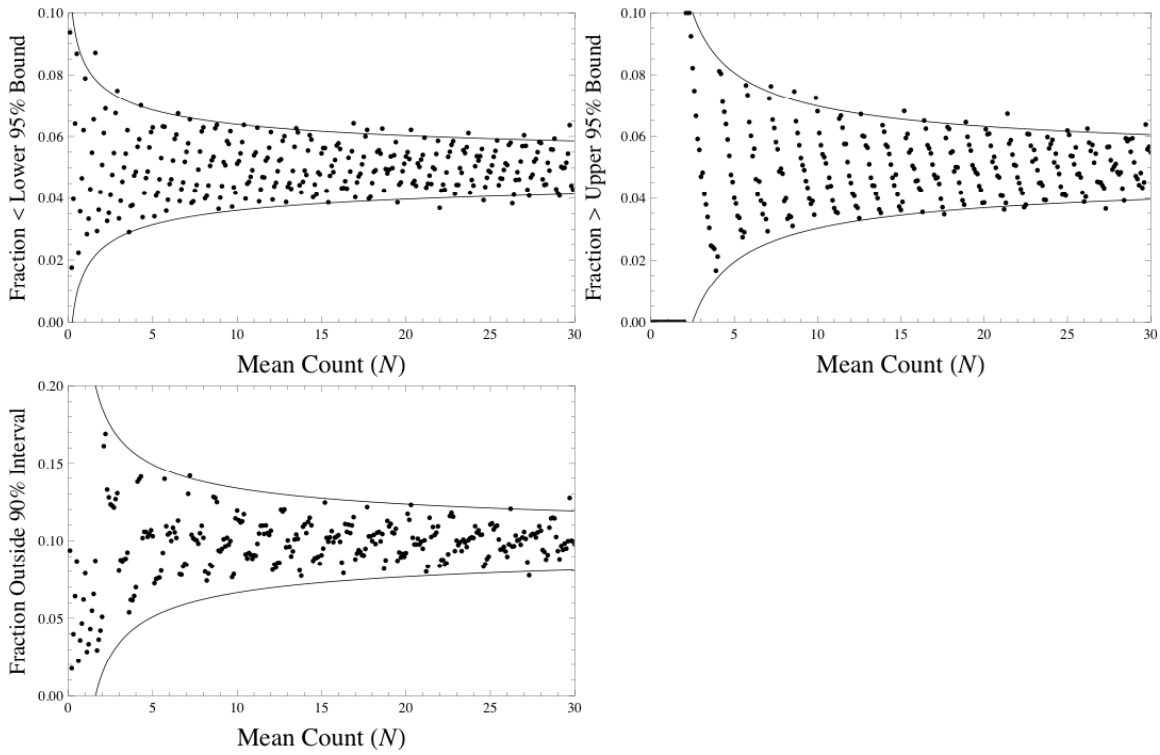 Fraction < Lower 95% Bound
0.10
0.08
0.06
0.04
0.02
0.00
0 5 10 15 20 25 30
Mean Count (N)
Fraction > Upper 95% Bound
0.10
0.08
0.06
0.04
0.02
0.00
0 5 10 15 20 25 30
Mean Count (N)
Fraction Outside 90% Interval
0.20
0.15
0.10
0.05
0.00
0 5 10 15 20 25 30
Mean Count (N)